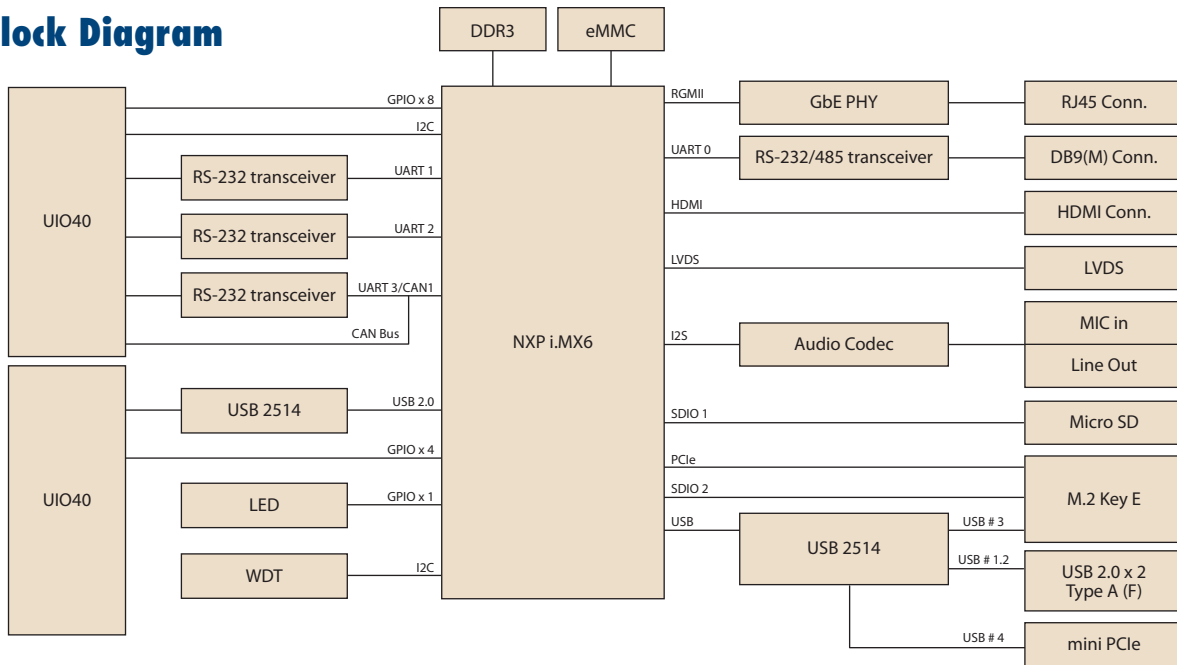 lock Diagram
DDR3
eMMC
UIO40
GPIO x 8
I2C
RS-232 transceiver
UART 1
RS-232 transceiver
UART 2
RS-232 transceiver
UART 3/CAN1
CAN Bus
UIO40
USB 2514
USB 2.0
GPIO x 4
LED
GPIO x 1
WDT
I2C
NXP i.MX6
RGMII
GbE PHY
RJ45 Conn.
UART 0
RS-232/485 transceiver
DB9(M) Conn.
HDMI
HDMI Conn.
LVDS
LVDS
I2S
Audio Codec
MIC in
Line Out
SDIO 1
Micro SD
PCIe
SDIO 2
M.2 Key E
USB
USB 2514
USB # 3
USB # 1.2
USB 2.0 x 2
Type A (F)
USB # 4
mini PCIe